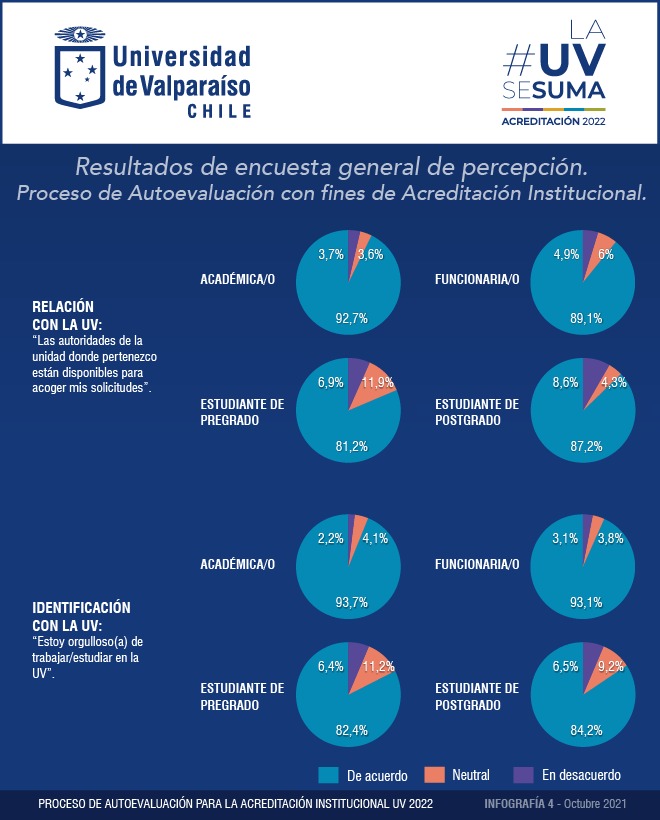 Universidad
de Valparaíso
CHILE
LA
#UV
SESUMA
ACREDITACIÓN 2022
Resultados de encuesta general de percepción.
Proceso de Autoevaluación con fines de Acreditación Institucional.
RELACIÓN
CON LA UV:
“Las autoridades de la
unidad donde pertenezco
están disponibles para
acoger mis solicitudes”.
ACADÉMICA/O
3,7%
3,6%
92,7%
FUNCIONARIA/O
4,9%
6%
89,1%
ESTUDIANTE DE
PREGRADO
6,9%
11,9%
81,2%
ESTUDIANTE DE
POSTGRADO
8,6%
4,3%
87,2%
IDENTIFICACIÓN
CON LA UV:
“Estoy orgulloso(a) de
trabajar/estudiar en la
UV”.
ACADÉMICA/O
2,2%
4,1%
93,7%
FUNCIONARIA/O
3,1%
3,8%
93,1%
ESTUDIANTE DE
PREGRADO
6,4%
11,2%
82,4%
ESTUDIANTE DE
POSTGRADO
6,5%
9,2%
84,2%
De acuerdo
Neutral
En desacuerdo
PROCESO DE AUTOEVALUACIÓN PARA LA ACREDITACIÓN INSTITUCIONAL UV 2022
INFOGRAFÍA 4 - Octubre 2021